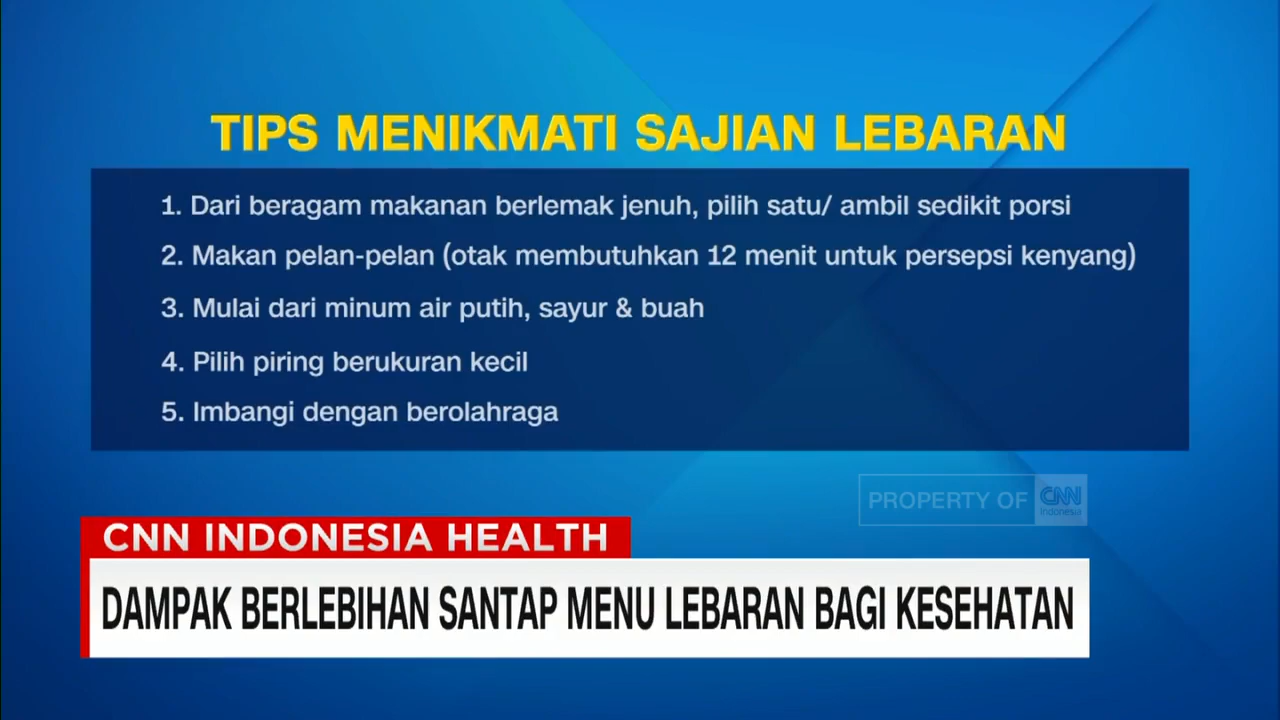 TIPS MENIKMATI SAJIAN LEBARAN
1. Dari beragam makanan berlemak jenuh, pilih satu/ ambil sedikit porsi
2. Makan pelan-pelan (otak membutuhkan 12 menit untuk persepsi kenyang)
3. Mulai dari minum air putih, sayur & buah
4. Pilih piring berukuran kecil
5. Imbangi dengan berolahraga
PROPERTY OF CNN Indonesia
CNN INDONESIA HEALTH
DAMPAK BERLEBIHAN SANTAP MENU LEBARAN BAGI KESEHATAN